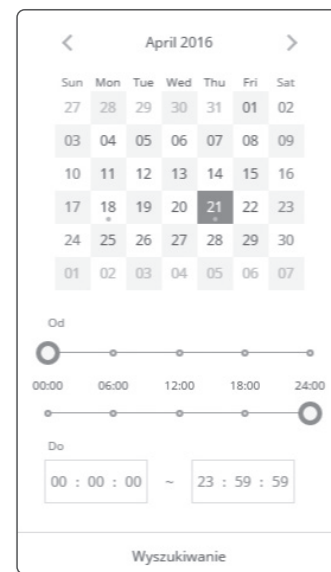 < April 2016 >
Sun Mon Tue Wed Thu Fri Sat
27 28 29 30 31 01 02
03 04 05 06 07 08 09
10 11 12 13 14 15 16
17 18 19 20 21 22 23
24 25 26 27 28 29 30
01 02 03 04 05 06 07
Od
00:00 06:00 12:00 18:00 24:00
Do
00 : 00 : 00 ~ 23 : 59 : 59
Wyszukiwanie